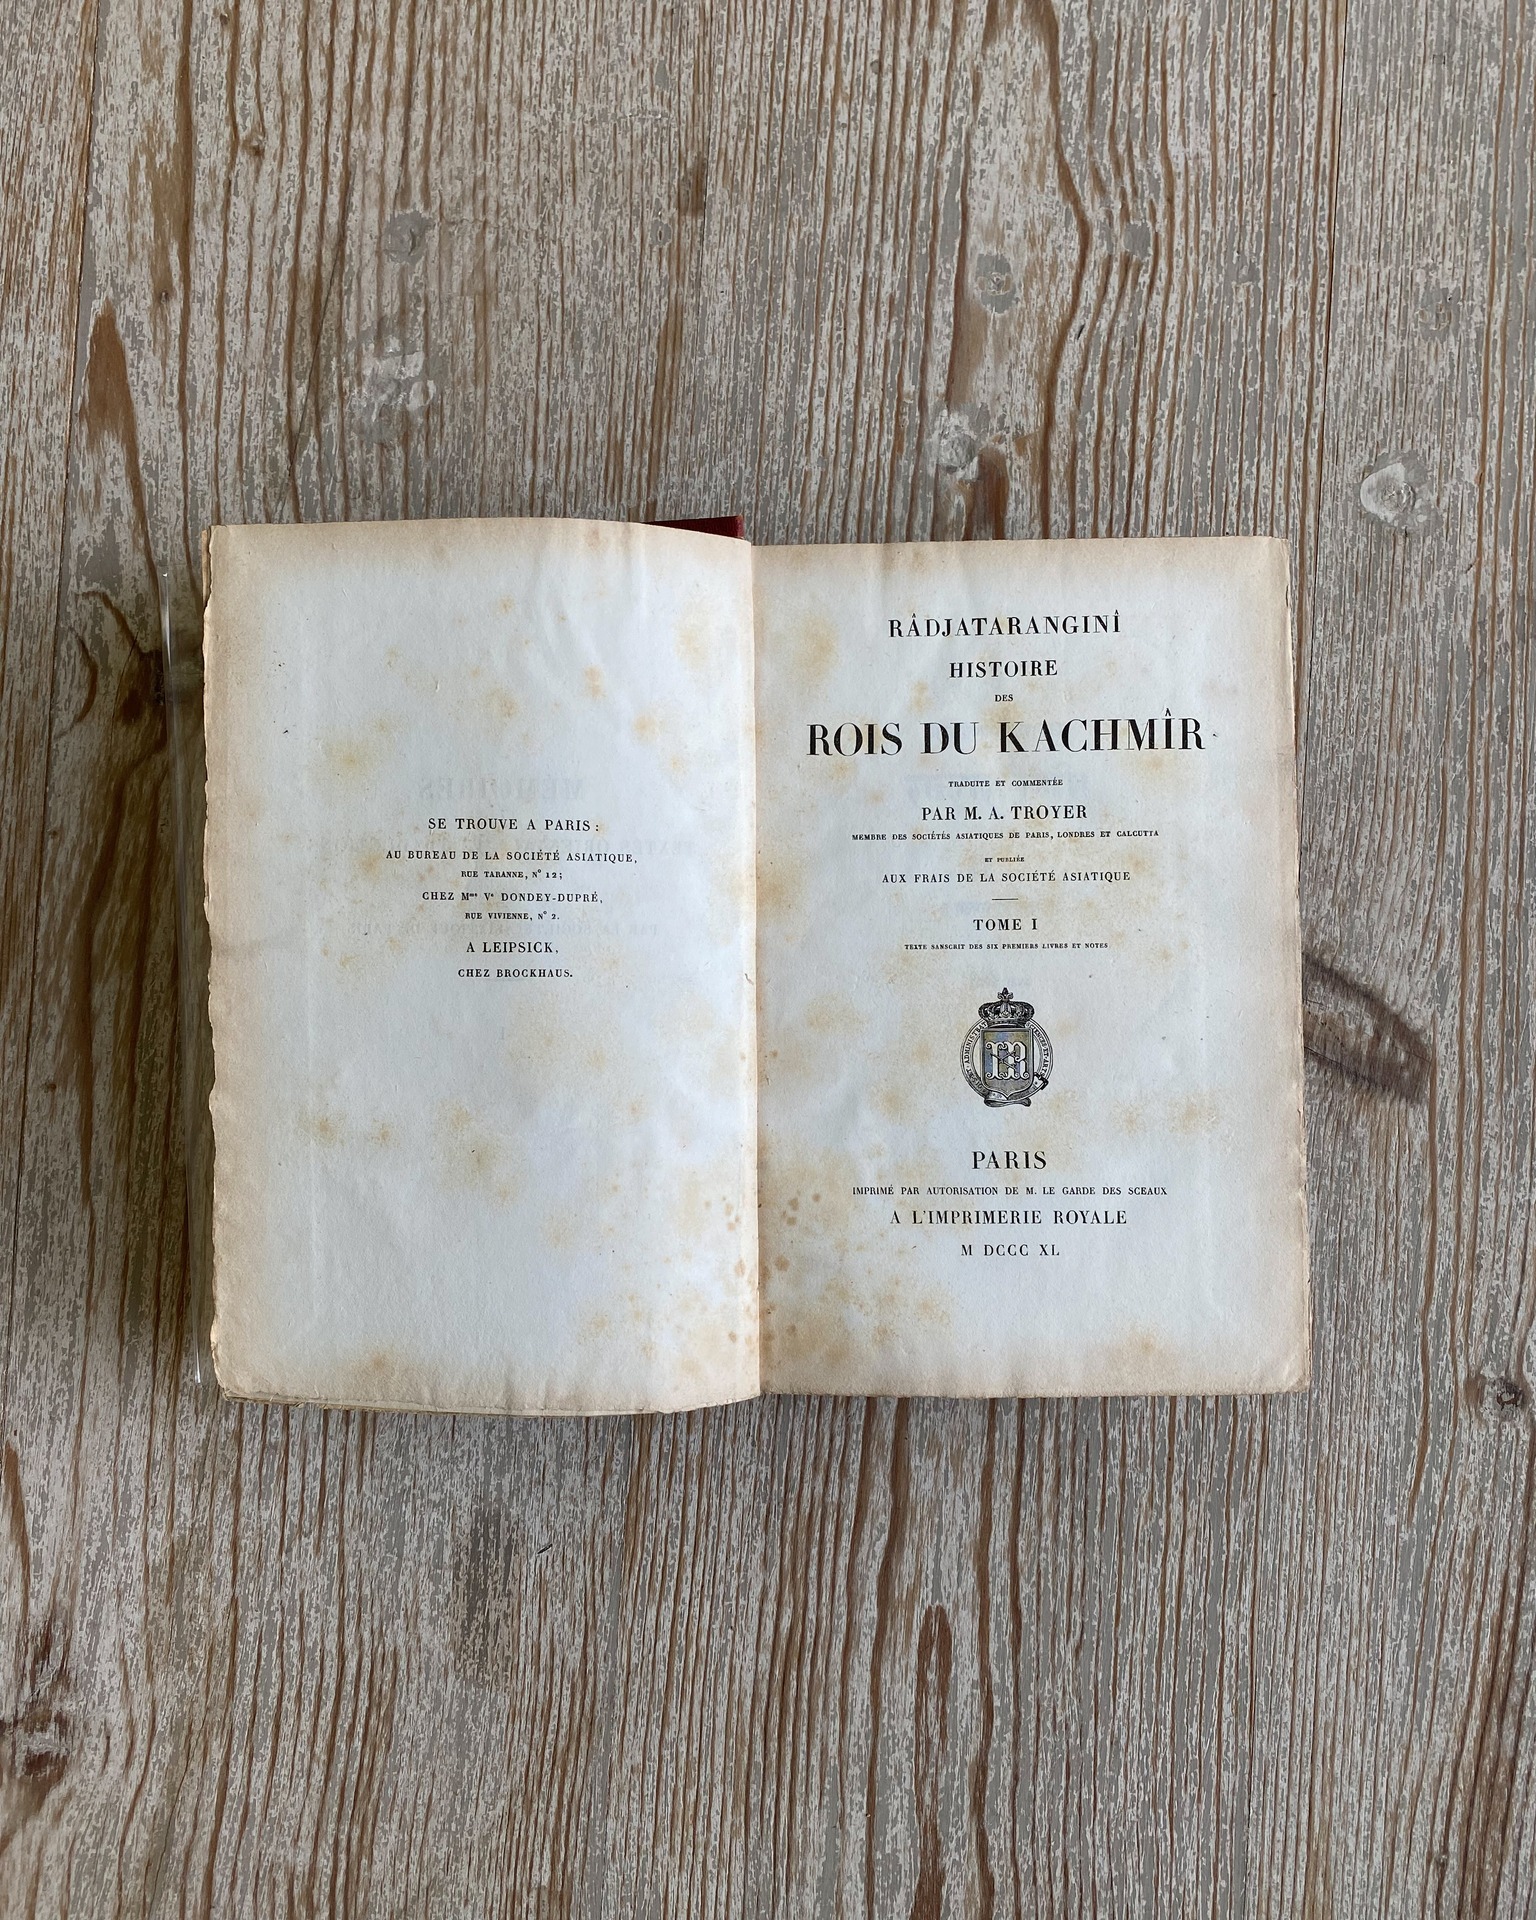 SE TROUVE A PARIS :
AU BUREAU DE LA SOCIÉTÉ ASIATIQUE,
RUE TARANNE, N° 12;
CHEZ Mme Ve DONDEY-DUPRÉ,
RUE VIVIENNE, N° 2.
A LEIPSICK,
CHEZ BROCKHAUS.
RÂDJATARANGINÎ
HISTOIRE
DES
ROIS DU KACHMÎR
TRADUITE ET COMMENTÉE
PAR M. A. TROYER
MEMBRE DES SOCIÉTÉS ASIATIQUES DE PARIS, LONDRES ET CALCUTTA
ET PUBLIÉE
AUX FRAIS DE LA SOCIÉTÉ ASIATIQUE
TOME I
TEXTE SANSCRIT DES SIX PREMIERS LIVRES ET NOTES
IR
PARIS
IMPRIMÉ PAR AUTORISATION DE M. LE GARDE DES SCEAUX
A L'IMPRIMERIE ROYALE
M DCCC XL